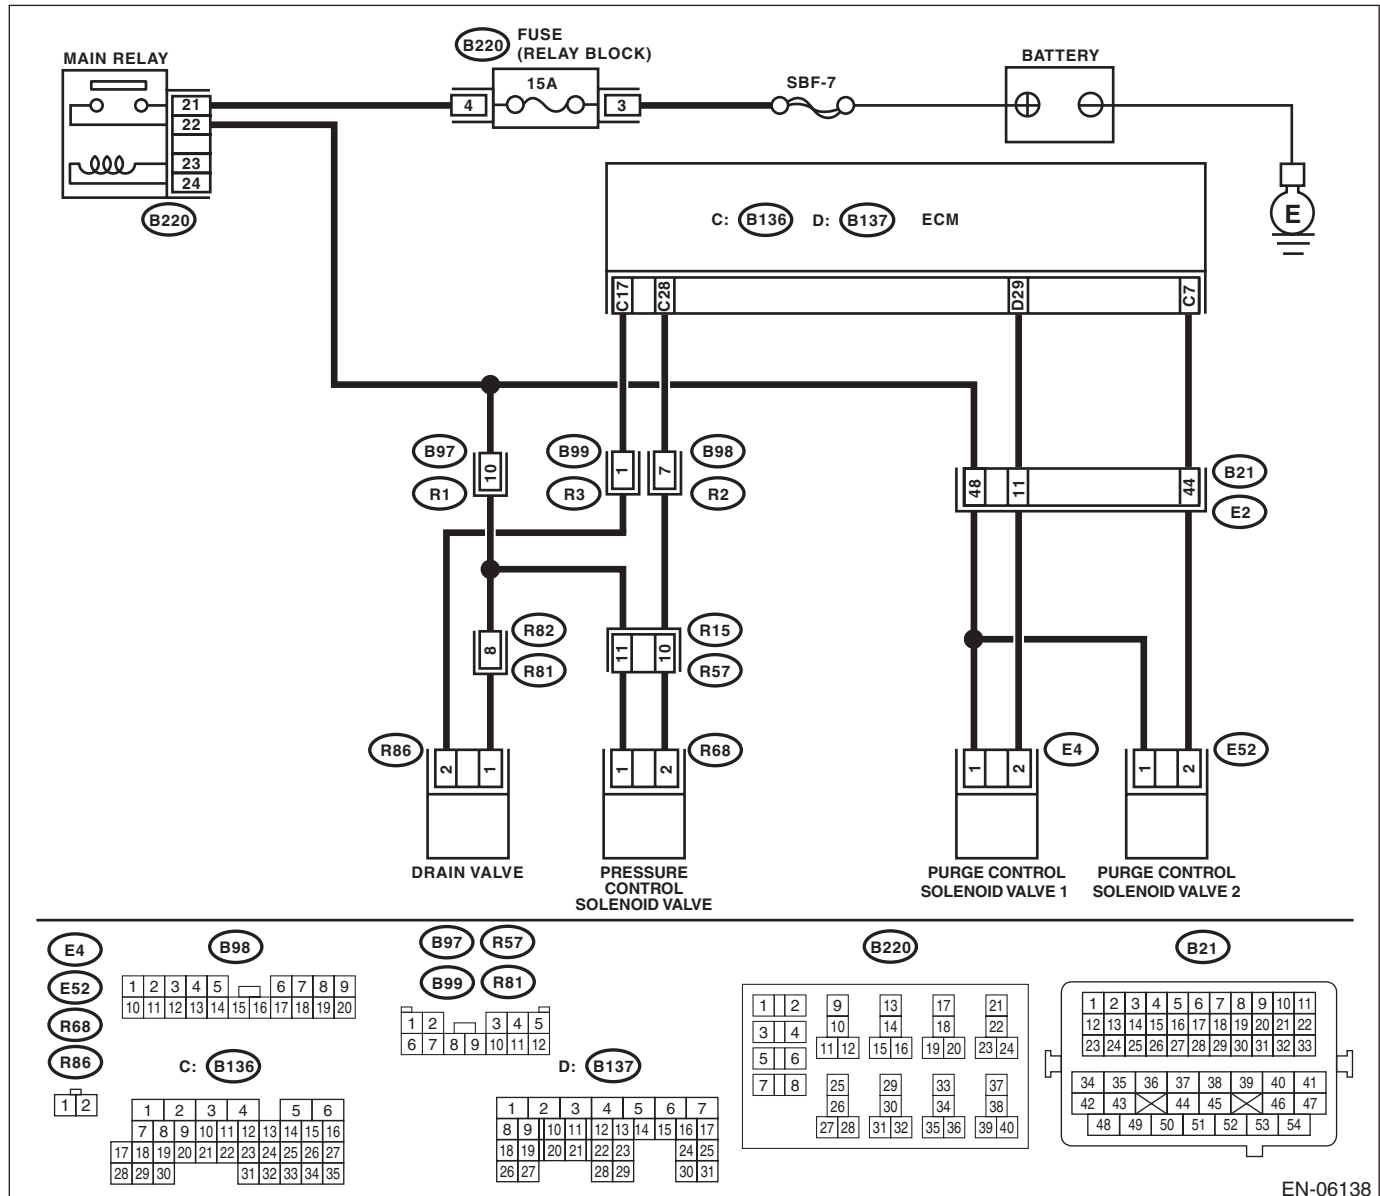 B220 FUSE
(RELAY BLOCK)
MAIN RELAY
15A
SBF-7
BATTERY
21
22
23
24
4
3
B220
E
C: B136 D: B137 ECM
C17
C28
D29
C7
B97
R1
10
B99
R3
1
7
B98
R2
48
11
44
B21
E2
8
R82
R81
11
10
R15
R57
R86
2
1
1
2
R68
1
2
E4
1
2
E52
DRAIN VALVE
PRESSURE
CONTROL
SOLENOID VALVE
PURGE CONTROL
SOLENOID VALVE 1
PURGE CONTROL
SOLENOID VALVE 2
E4
E52
R68
R86
1 2
B98
1 2 3 4 5 6 7 8 9
10 11 12 13 14 15 16 17 18 19 20
C: B136
1 2 3 4 5 6
7 8 9 10 11 12 13 14 15 16
17 18 19 20 21 22 23 24 25 26 27
28 29 30 31 32 33 34 35
B97 R57
B99 R81
1 2 3 4 5
6 7 8 9 10 11 12
D: B137
1 2 3 4 5 6 7
8 9 10 11 12 13 14 15 16 17
18 19 20 21 22 23 24 25
26 27 28 29 30 31
B220
1 2 9 13 17 21
3 4 10 14 18 22
5 6 11 12 15 16 19 20 23 24
7 8 25 29 33 37
26 30 34 38
27 28 31 32 35 36 39 40
B21
1 2 3 4 5 6 7 8 9 10 11
12 13 14 15 16 17 18 19 20 21 22
23 24 25 26 27 28 29 30 31 32 33
34 35 36 37 38 39 40 41
42 43 44 45 46 47
48 49 50 51 52 53 54
EN-06138